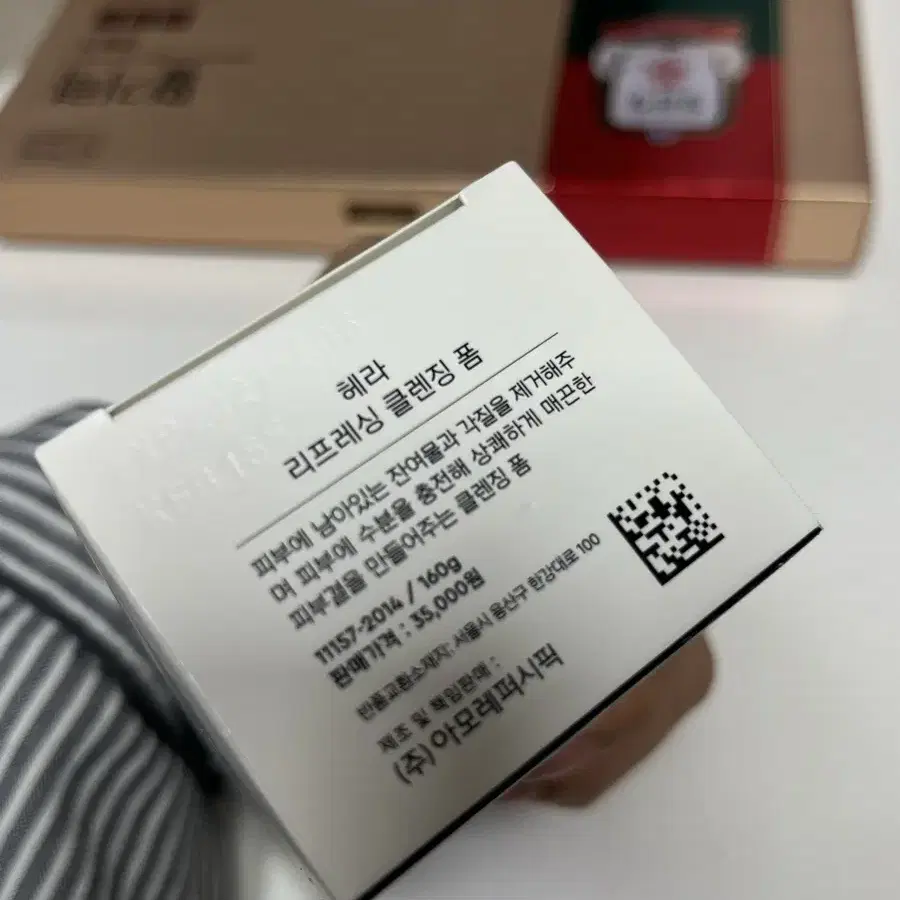 헤라
리프레싱 클렌징 폼
피부에 남아있는 잔여물과 각질을 제거해주
며 피부에 수분을 충전해 상쾌하게 매끈한
피부결을 만들어주는 클렌징 폼
11157-2014 / 160g
판매가격 : 35,000원
반품교환소재지: 서울시 용산구 한강대로 100
제조 및 책임판매 :
(주) 아모레퍼시픽